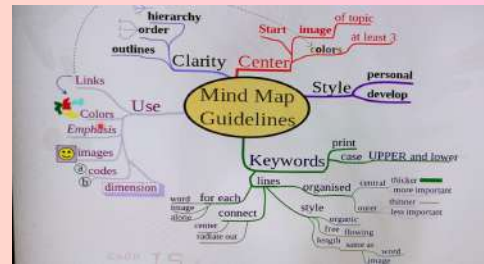 hierarchy
order
outlines
Clarity
Start
image
of topic
colors
at least 3
Center
Style
personal
develop
Mind Map
Guidelines
Links
Colors
Emphasis
images
a
codes
b
dimension
Use
Keywords
print
case
UPPER and lower
lines
organised
central
thicker
more important
outer
thinner
less important
style
organic
free
flowing
length
same as
word
image
for each
word
image
alone
connect
center
radiate out